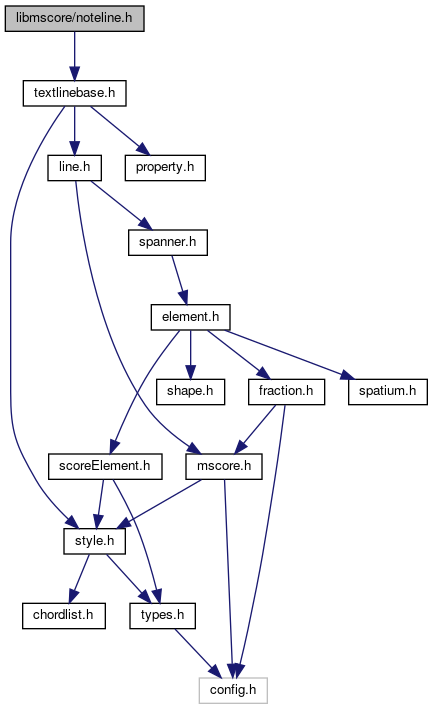 libmscore/noteline.h
textlinebase.h
line.h
property.h
spanner.h
element.h
shape.h
fraction.h
spatium.h
scoreElement.h
mscore.h
style.h
chordlist.h
types.h
config.h